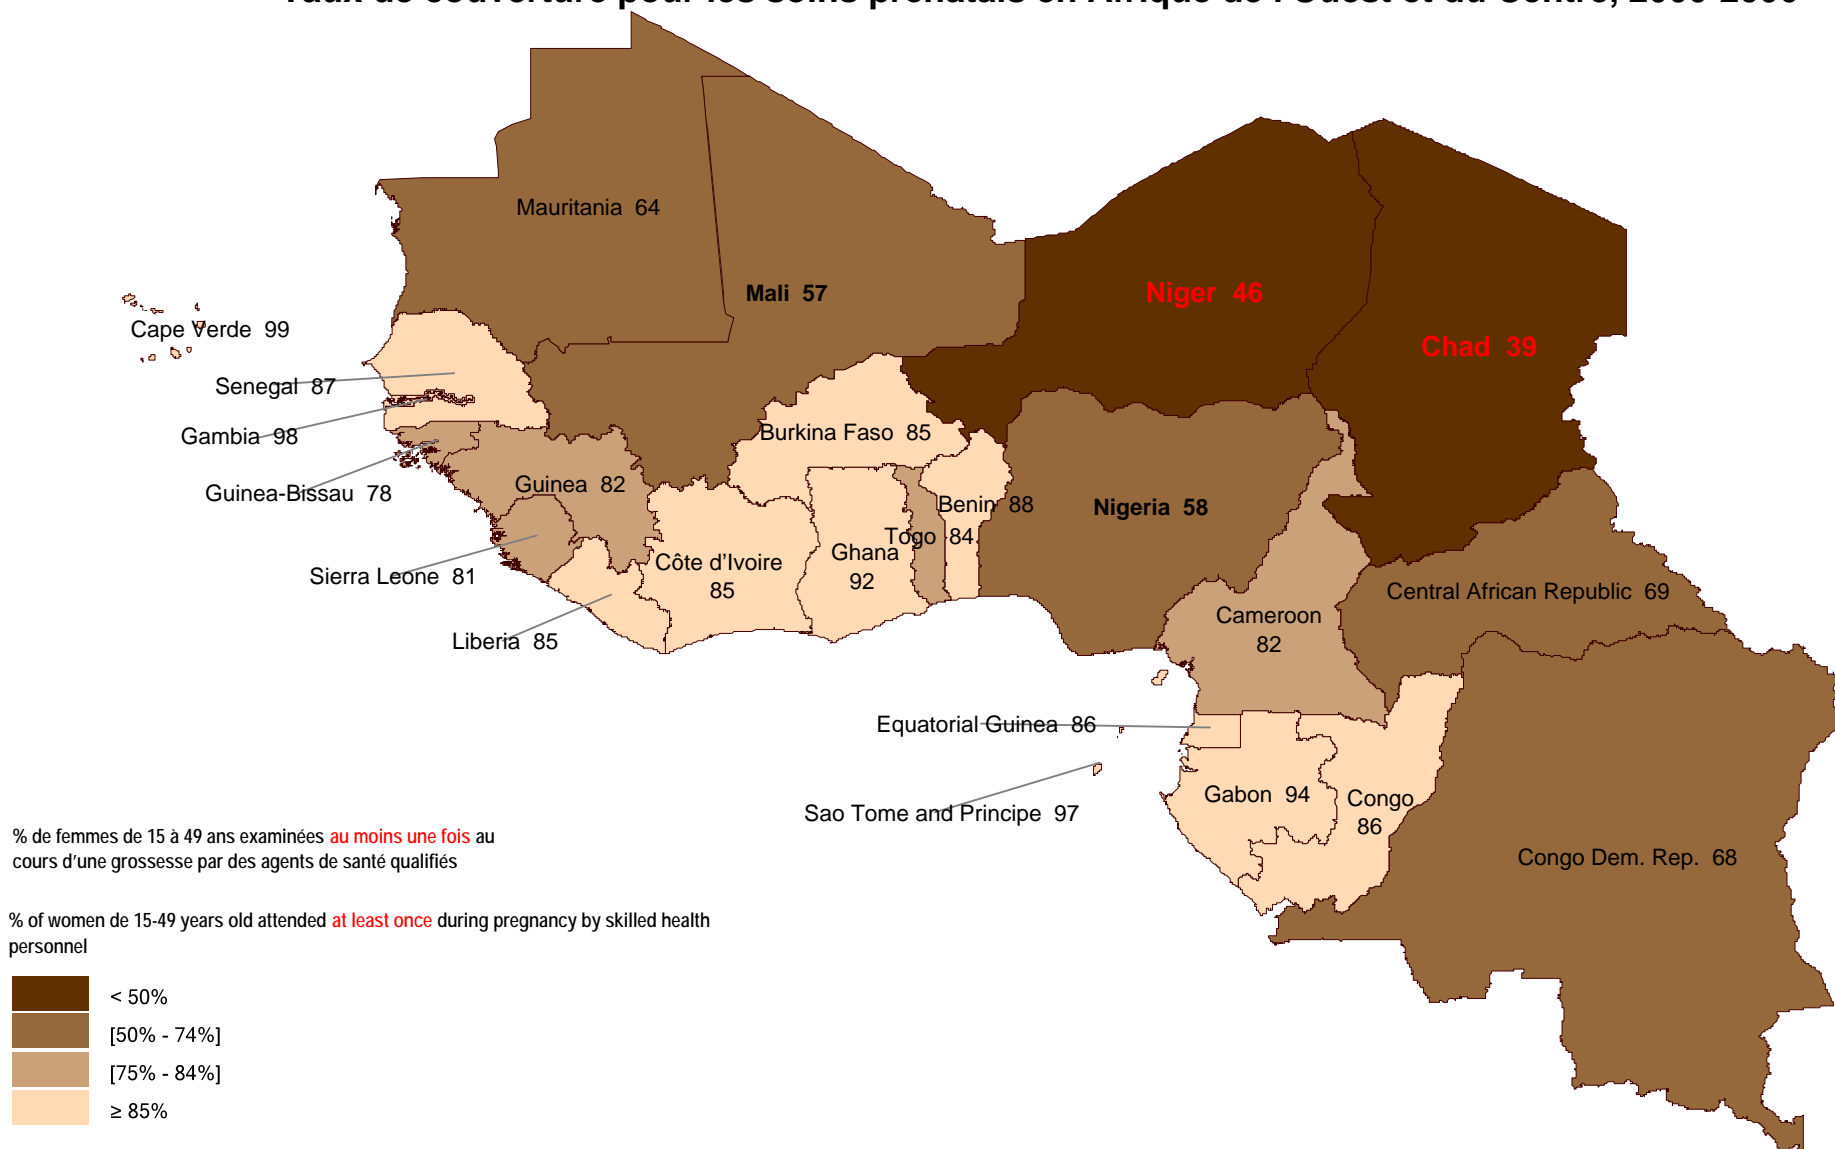 Mauritania 64
Mali 57
Niger 46
Chad 39
Cape Verde 99
Senegal 87
Gambia 98
Guinea-Bissau 78
Burkina Faso 85
Guinea 82
Benin 88
Togo 84
Nigeria 58
Sierra Leone 81
Côte d'Ivoire
85
Ghana
92
Liberia 85
Cameroon
82
Central African Republic 69
Equatorial Guinea 86
Sao Tome and Principe 97
Gabon 94
Congo
86
Congo Dem. Rep. 68
% de femmes de 15 à 49 ans examinées au moins une fois au
cours d'une grossesse par des agents de santé qualifiés
% of women de 15-49 years old attended at least once during pregnancy by skilled health
personnel
< 50%
[50% - 74%]
[75% - 84%]
≥ 85%